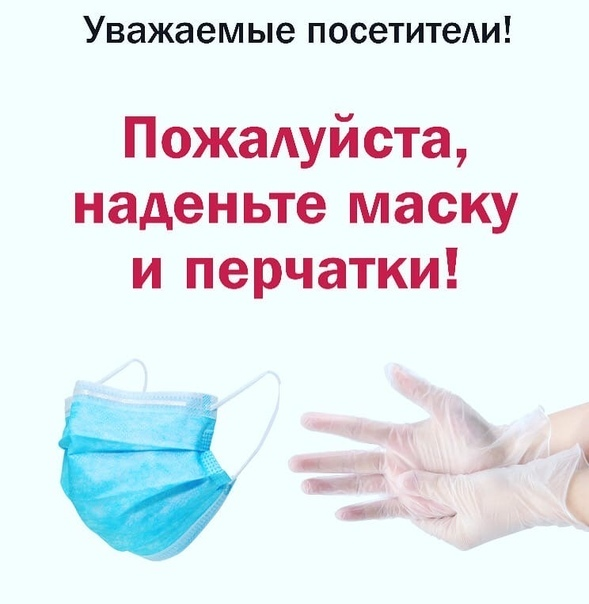 Уважаемые посетители!
Пожалуйста,
наденьте маску
и перчатки!